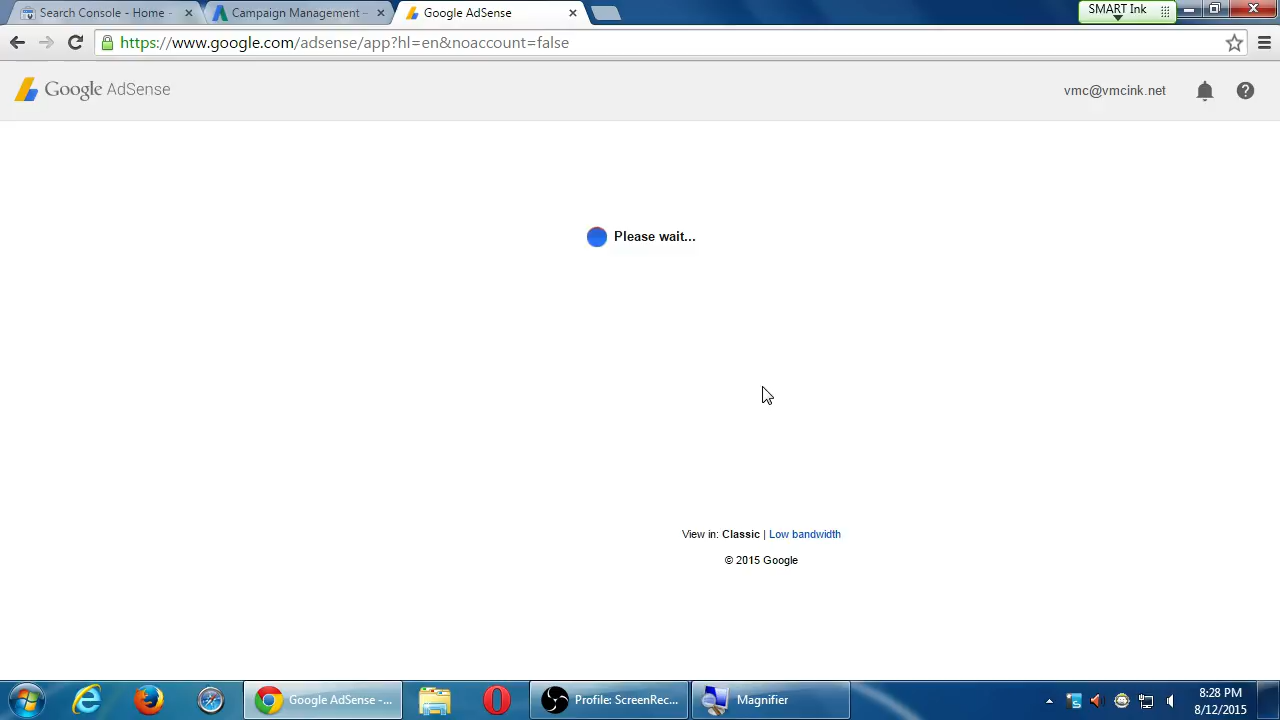 Search Console - Home -
Campaign Management –
Google AdSense
SMART Ink
https://www.google.com/adsense/app?hl=en&noaccount=false
Google AdSense
vmc@vmcink.net
Please wait...
View in: Classic | Low bandwidth
© 2015 Google
Google AdSense -...
Profile: ScreenRec...
Magnifier
8:28 PM
8/12/2015